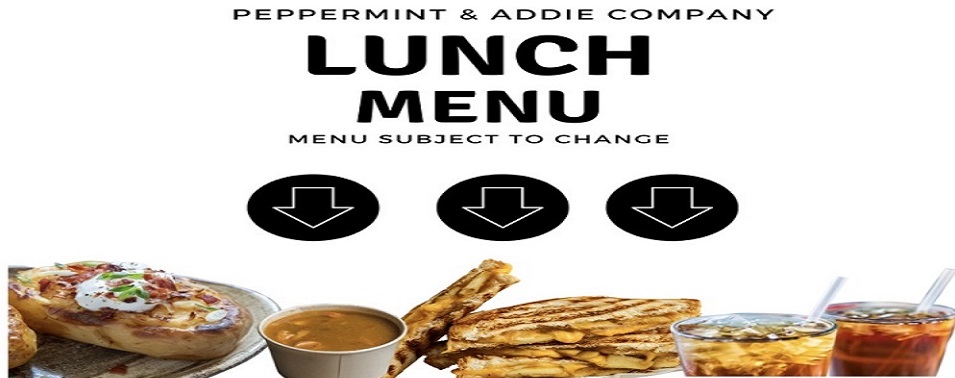 PEPPERMINT & ADDIE COMPANY
LUNCH
MENU
MENU SUBJECT TO CHANGE